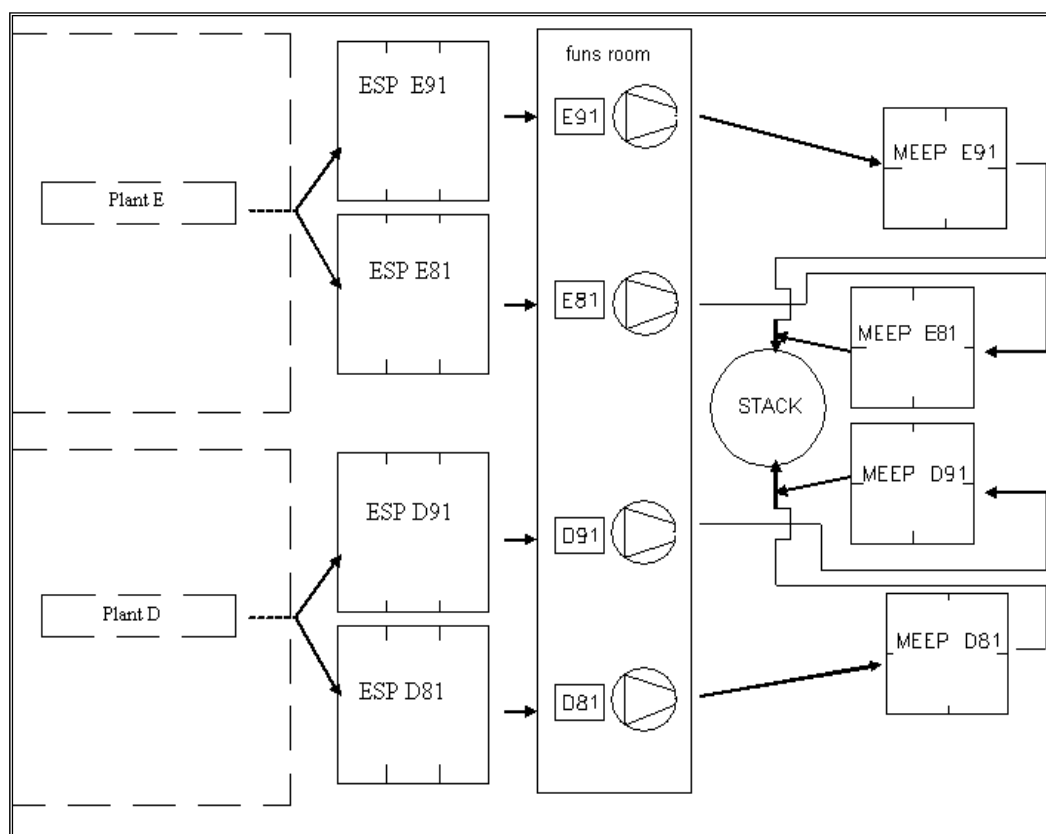 ESP E91
funs room
E91
MEEP E91
Plant E
ESP E81
E81
MEEP E81
STACK
MEEP D91
ESP D91
D91
Plant D
MEEP D81
ESP D81
D81